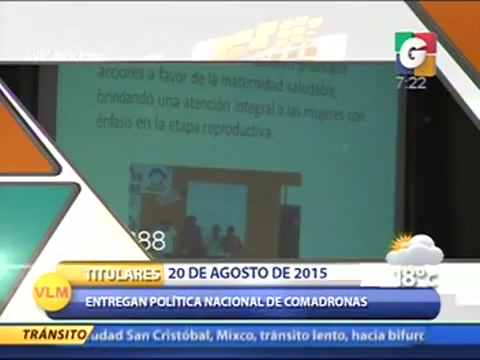 G
7:22
acciones a favor de la maternidad saludable,
brindando una atención integral a las mujeres con
énfasis en la etapa reproductiva.
888
TITULARES 20 DE AGOSTO DE 2015
18°C
VLM
ENTREGAN POLÍTICA NACIONAL DE COMADRONAS
TRÁNSITO
udad San Cristóbal, Mixco, tránsito lento, hacia bifurc